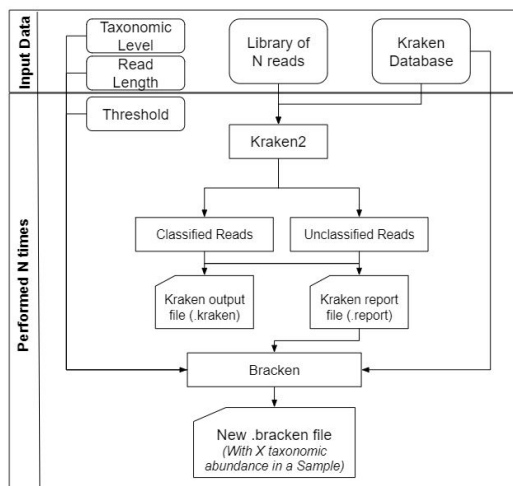 Input Data
Taxonomic
Level
Read
Length
Library of
N reads
Kraken
Database
Performed N times
Threshold
Kraken2
Classified Reads
Unclassified Reads
Kraken output
file (.kraken)
Kraken report
file (.report)
Bracken
New .bracken file
(With X taxonomic
abundance in a Sample)